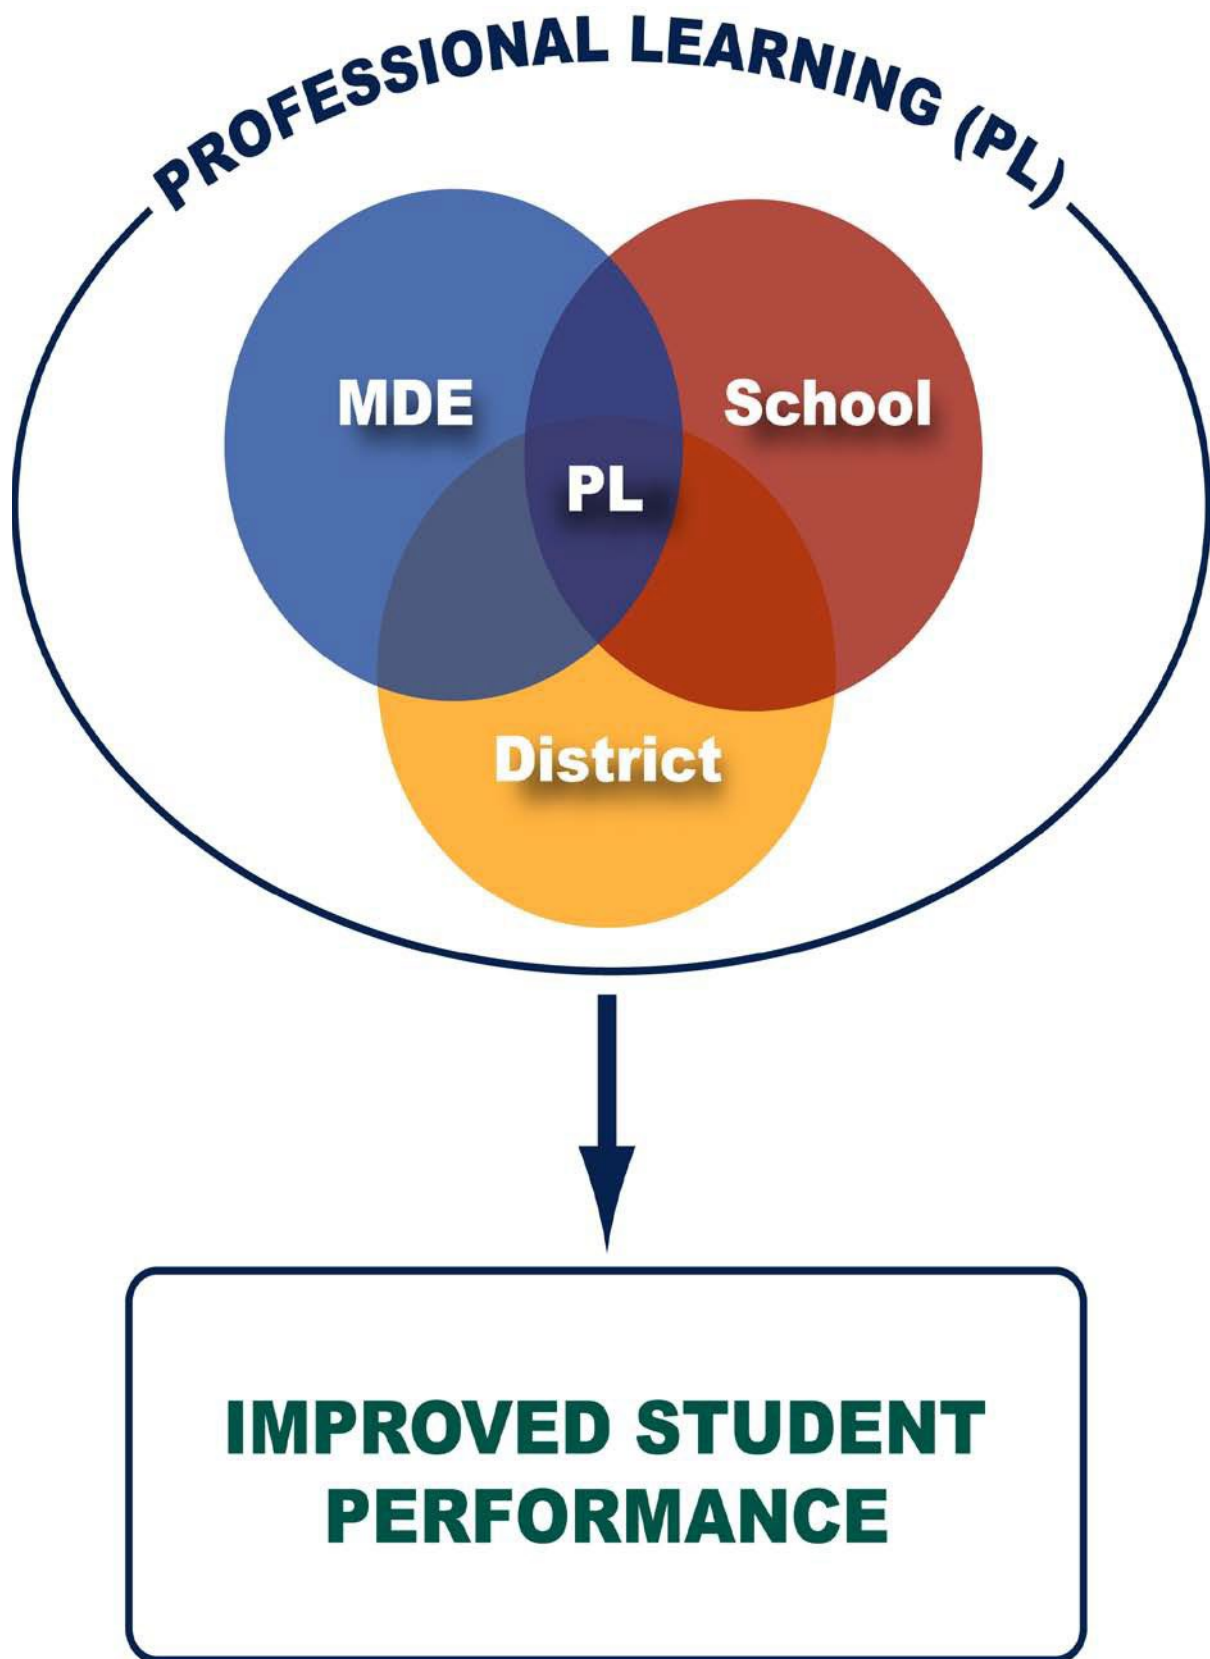 PROFESSIONAL LEARNING (PL)
MDE
School
PL
District
IMPROVED STUDENT
PERFORMANCE